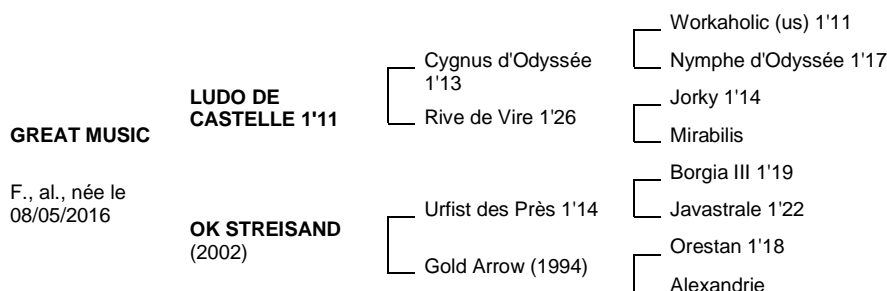 GREAT MUSIC
F., al., née le
08/05/2016
LUDO DE
CASTELLE 1'11
OK STREISAND
(2002)
Cygnus d'Odyssée
1'13
Rive de Vire 1'26
Urfist des Près 1'14
Gold Arrow (1994)
Workaholic (us) 1'11
Nymphe d'Odyssée 1'17
Jorky 1'14
Mirabilis
Borgia III 1'19
Javastrale 1'22
Orestan 1'18
Alexandrie